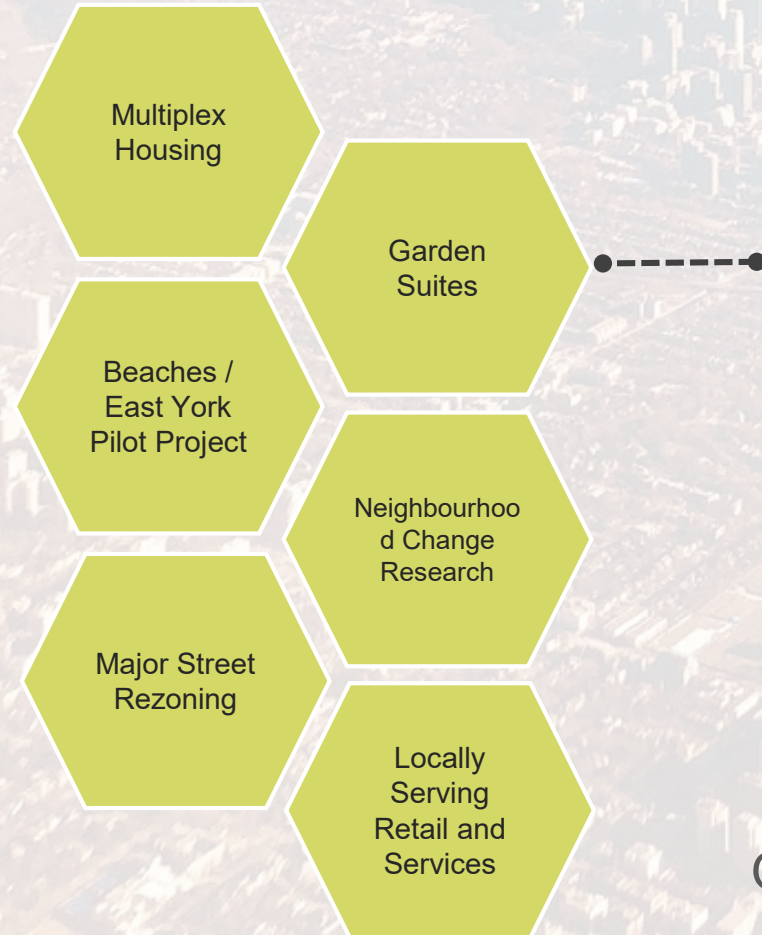 Multiplex
Housing
Garden
Suites
Beaches /
East York
Pilot Project
Neighbourhoo
d Change
Research
Major Street
Rezoning
Locally
Serving
Retail and
Services